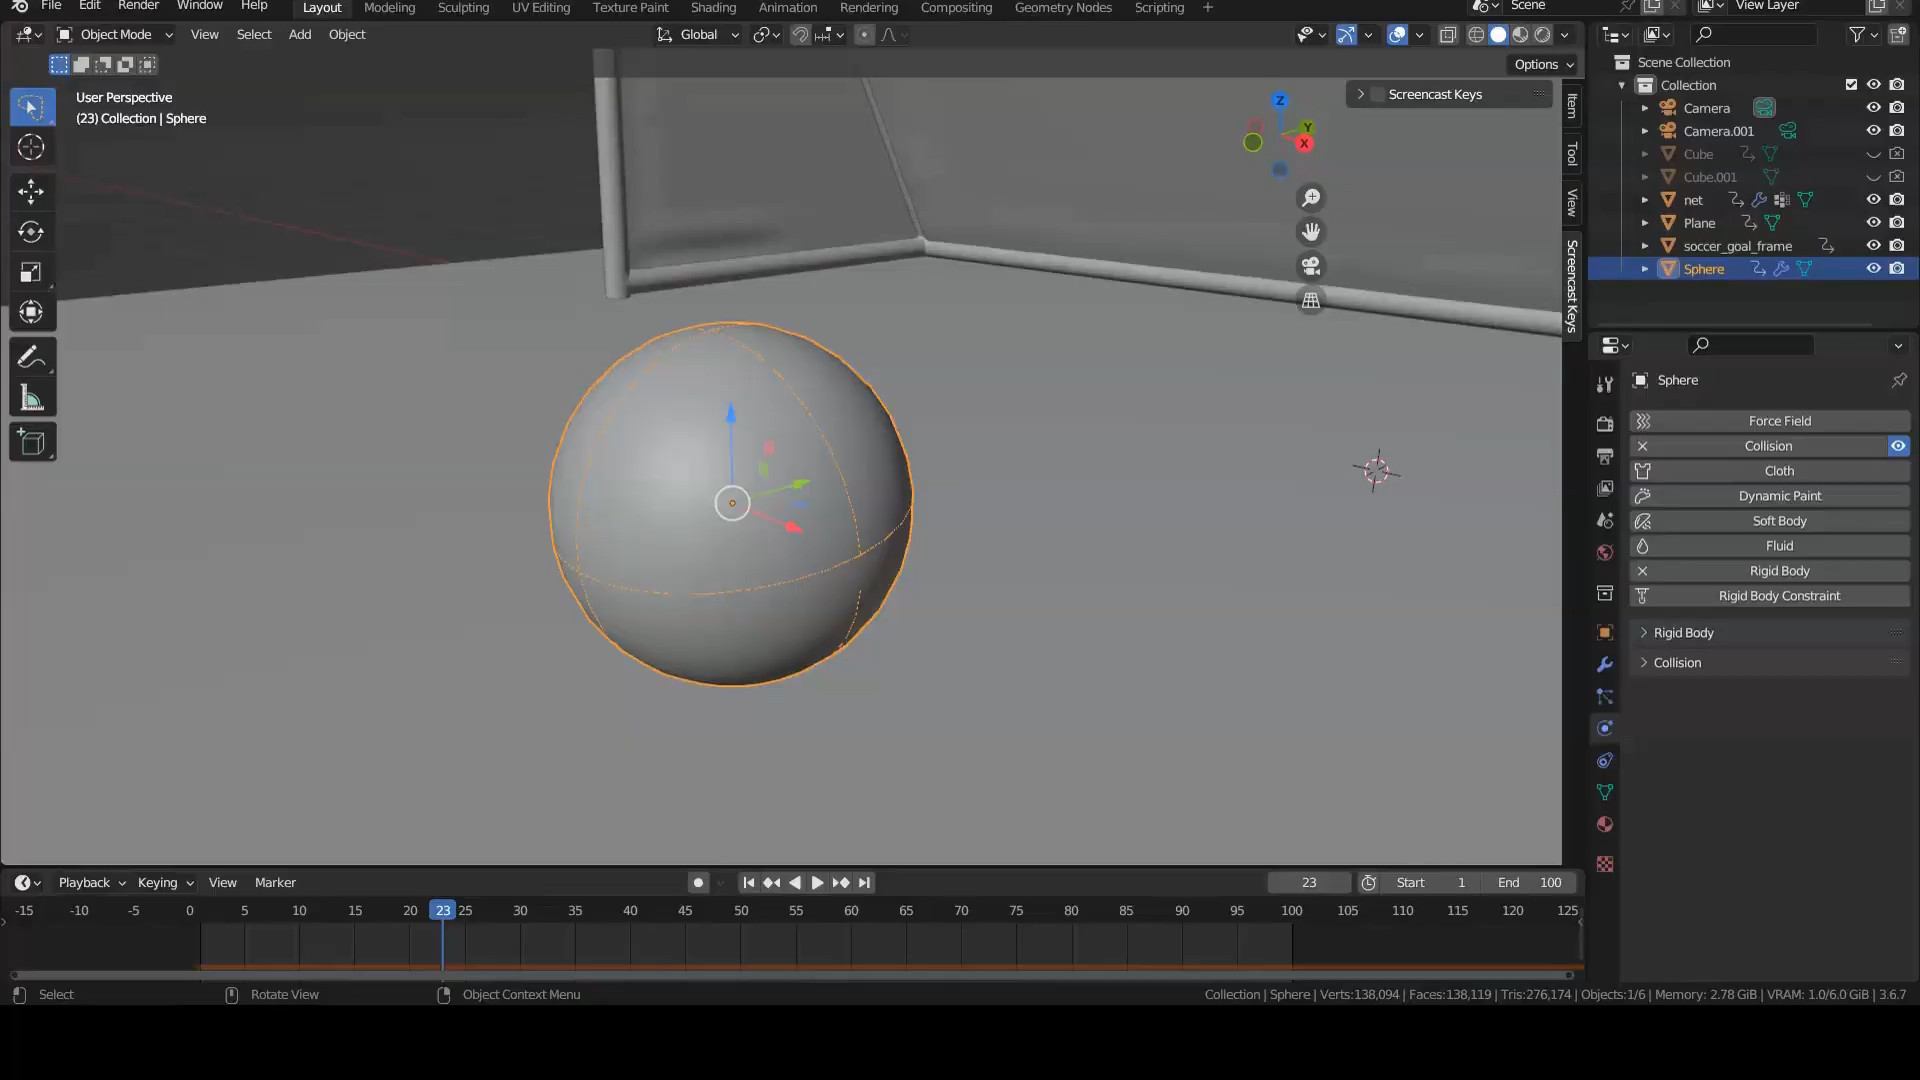 File Edit Render Window Help Layout Modeling Sculpting UV Editing Texture Paint Shading Animation Rendering Compositing Geometry Nodes Scripting + Scene View Layer
Object Mode View Select Add Object Global
Options
User Perspective
(23) Collection | Sphere
Screencast Keys
Z
Y
X
Item
Tool
View
Screencast Keys
Scene Collection
Collection
Camera
Camera.001
Cube
Cube.001
net
Plane
soccer_goal_frame
Sphere
Sphere
Force Field
Collision
Cloth
Dynamic Paint
Soft Body
Fluid
Rigid Body
Rigid Body Constraint
Rigid Body
Collision
Playback Keying View Marker 23 Start 1 End 100
-15 -10 -5 0 5 10 15 20 23 25 30 35 40 45 50 55 60 65 70 75 80 85 90 95 100 105 110 115 120 125
Select Rotate View Object Context Menu Collection | Sphere | Verts:138,094 | Faces:138,119 | Tris:276,174 | Objects:1/6 | Memory: 2.78 GiB | VRAM: 1.0/6.0 GiB | 3.6.7